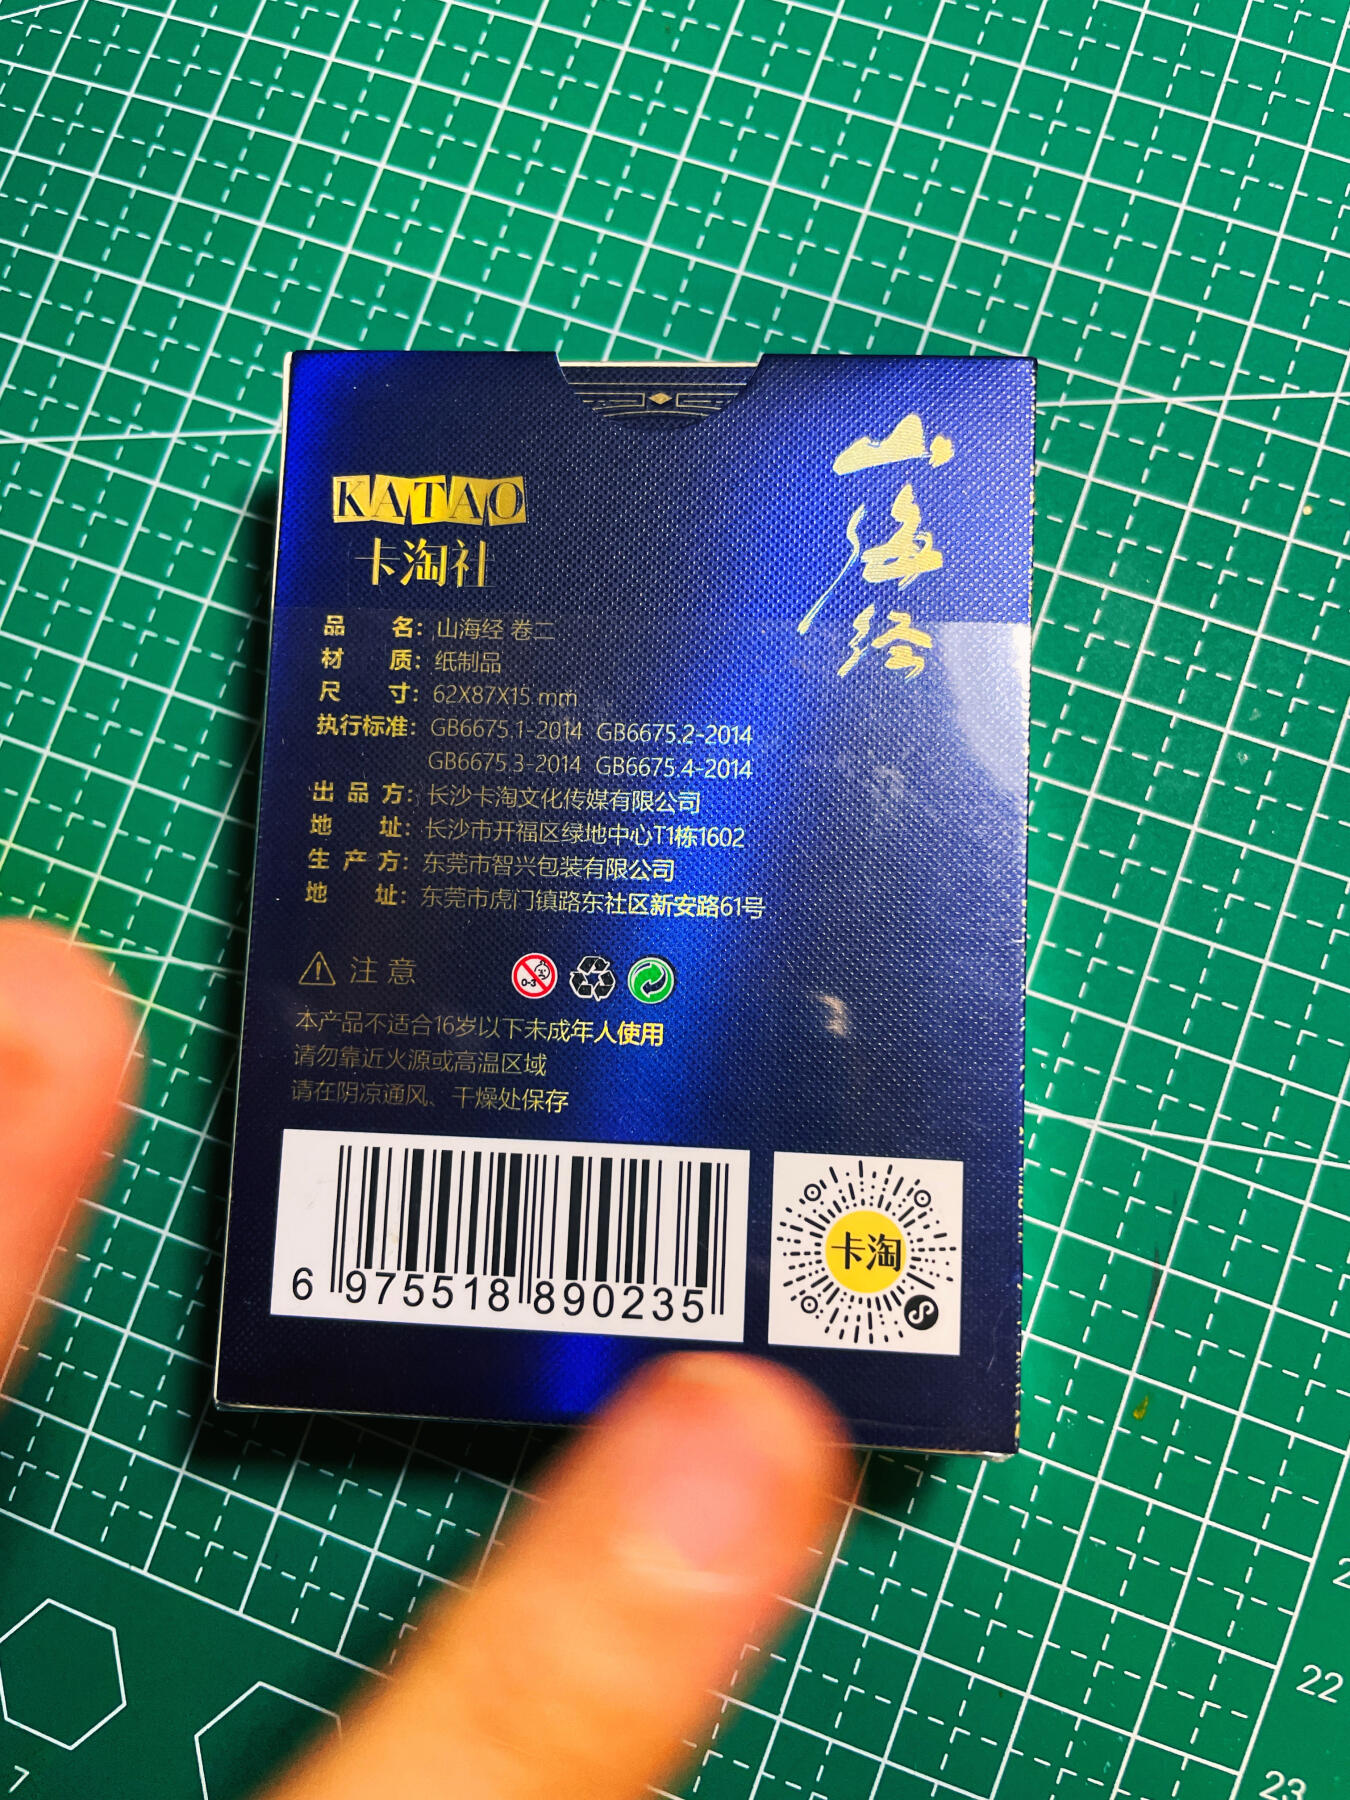 KATAO
卡淘社
山海经
品 名：山海经 卷二
材 质：纸制品
尺 寸：62X87X15 mm
执行标准：GB6675.1-2014 GB6675.2-2014
GB6675.3-2014 GB6675.4-2014
出 品 方：长沙卡淘文化传媒有限公司
地 址：长沙市开福区绿地中心T1栋1602
生 产 方：东莞市智兴包装有限公司
地 址：东莞市虎门镇路东社区新安路61号
注意
0-3
本产品不适合16岁以下未成年人使用
请勿靠近火源或高温区域
请在阴凉通风、干燥处保存
6 975518 890235
卡淘
22
23